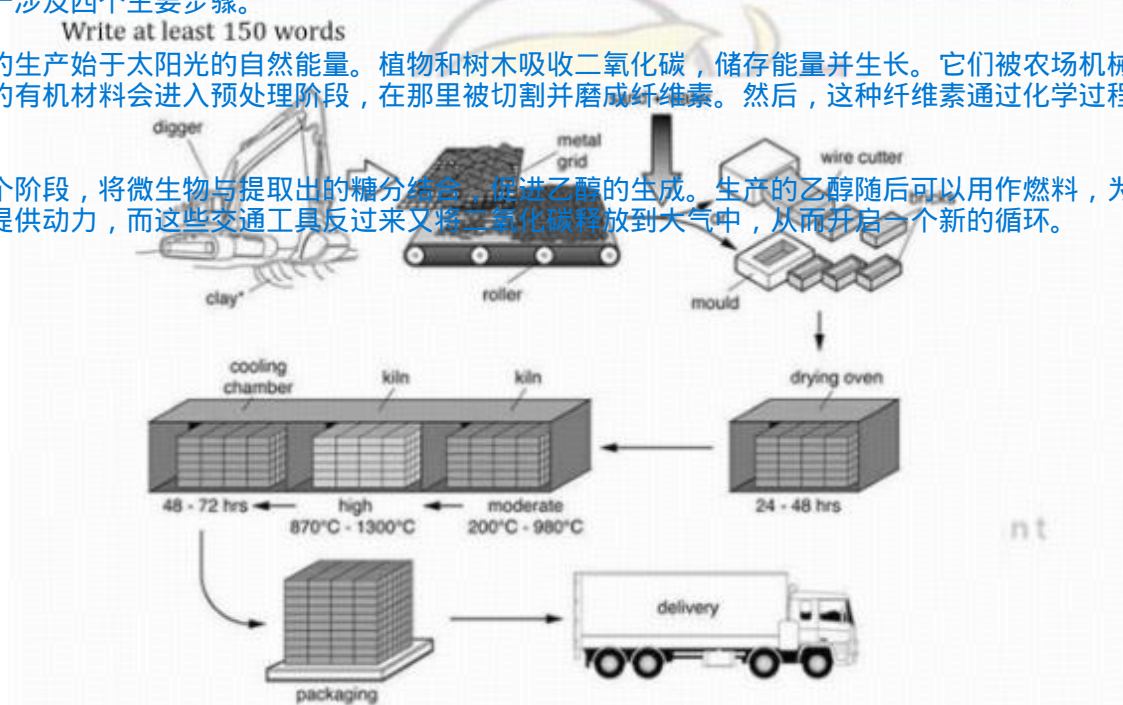 涉及四个主要步骤。
Write at least 150 words
的生产始于太阳光的自然能量。植物和树木吸收二氧化碳，储存能量并生长。它们被农场机械
的有机材料会进入预处理阶段，在那里被切割并磨成纤维素。然后，这种纤维素通过化学过程
digger
metal
grid
wire cutter
个阶段，将微生物与提取出的糖分结合，促进乙醇的生成。生产的乙醇随后可以用作燃料，为
bricks
提供动力，而这些交通工具反过来又将二氧化碳释放到大气中，从而开启一个新的循环。
clay*
roller
mould
cooling
chamber
kiln
kiln
drying oven
48 - 72 hrs
high
moderate
24 - 48 hrs
870°C - 1300°C
200°C - 980°C
nt
delivery
packaging